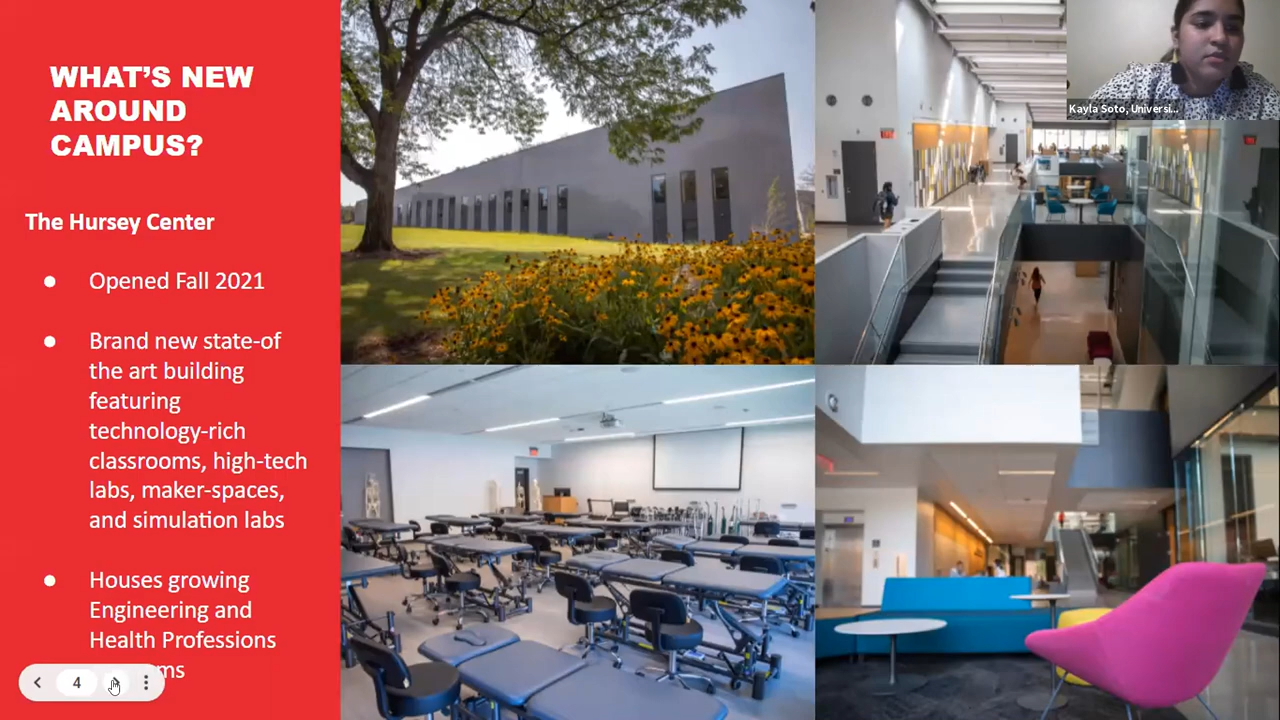 WHAT'S NEW
AROUND
CAMPUS?
The Hursey Center
● Opened Fall 2021
● Brand new state-of
the art building
featuring
technology-rich
classrooms, high-tech
labs, maker-spaces,
and simulation labs
● Houses growing
Engineering and
Health Professions
ms
4
Kayla Soto, Universi...